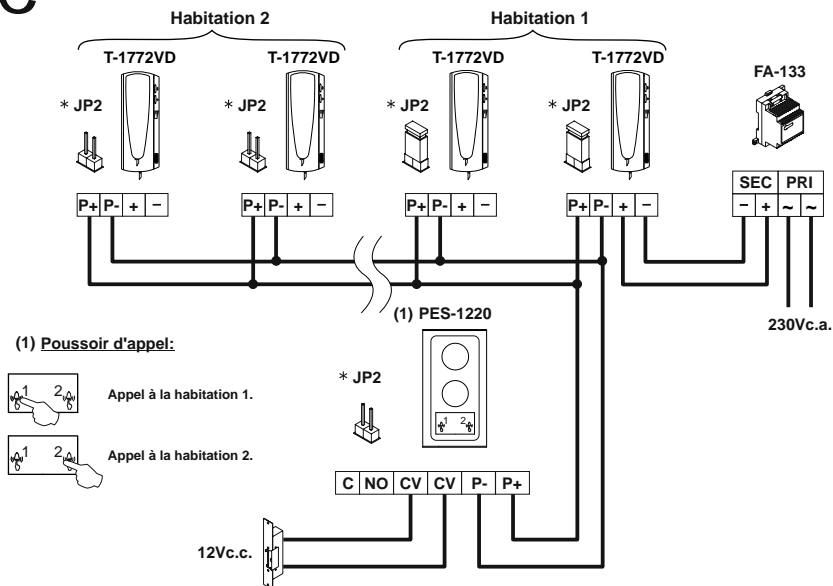 C
Habitation 2
Habitation 1
T-1772VD
T-1772VD
T-1772VD
T-1772VD
FA-133
* JP2
* JP2
* JP2
* JP2
SEC PRI
− + ~ ~
P+ P- + −
P+ P- + −
P+ P- + −
P+ P- + −
230Vc.a.
(1) PES-1220
(1) Poussoir d'appel:
* JP2
1 2
Appel à la habitation 1.
1 2
1 2
Appel à la habitation 2.
C NO CV CV P- P+
12Vc.c.